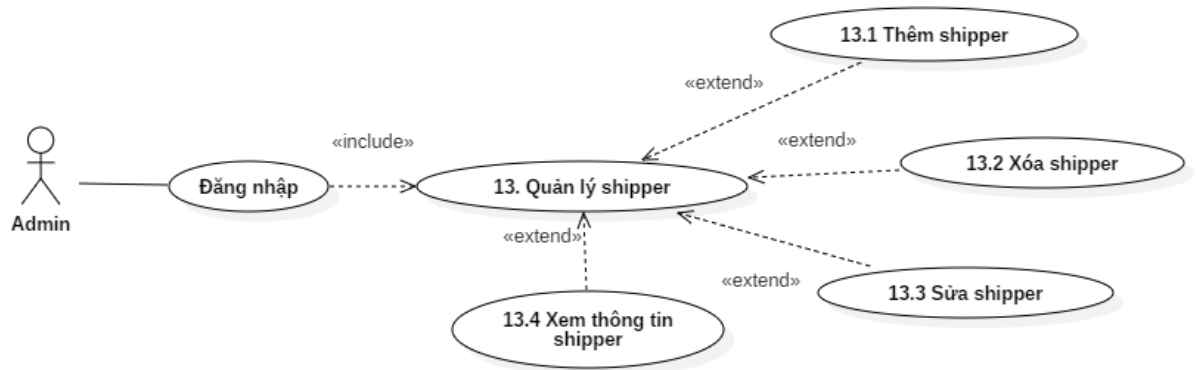 13.1 Thêm shipper
«extend»
«include»
«extend»
13.2 Xóa shipper
Đăng nhập
13. Quản lý shipper
Admin
«extend»
«extend»
13.3 Sửa shipper
13.4 Xem thông tin
shipper